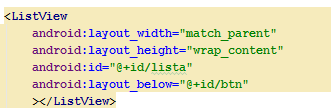 <ListView
android:layout_width="match_parent"
android:layout_height="wrap_content"
android:id="@+id/lista"
android:layout_below="@+id/btn"
></ListView>